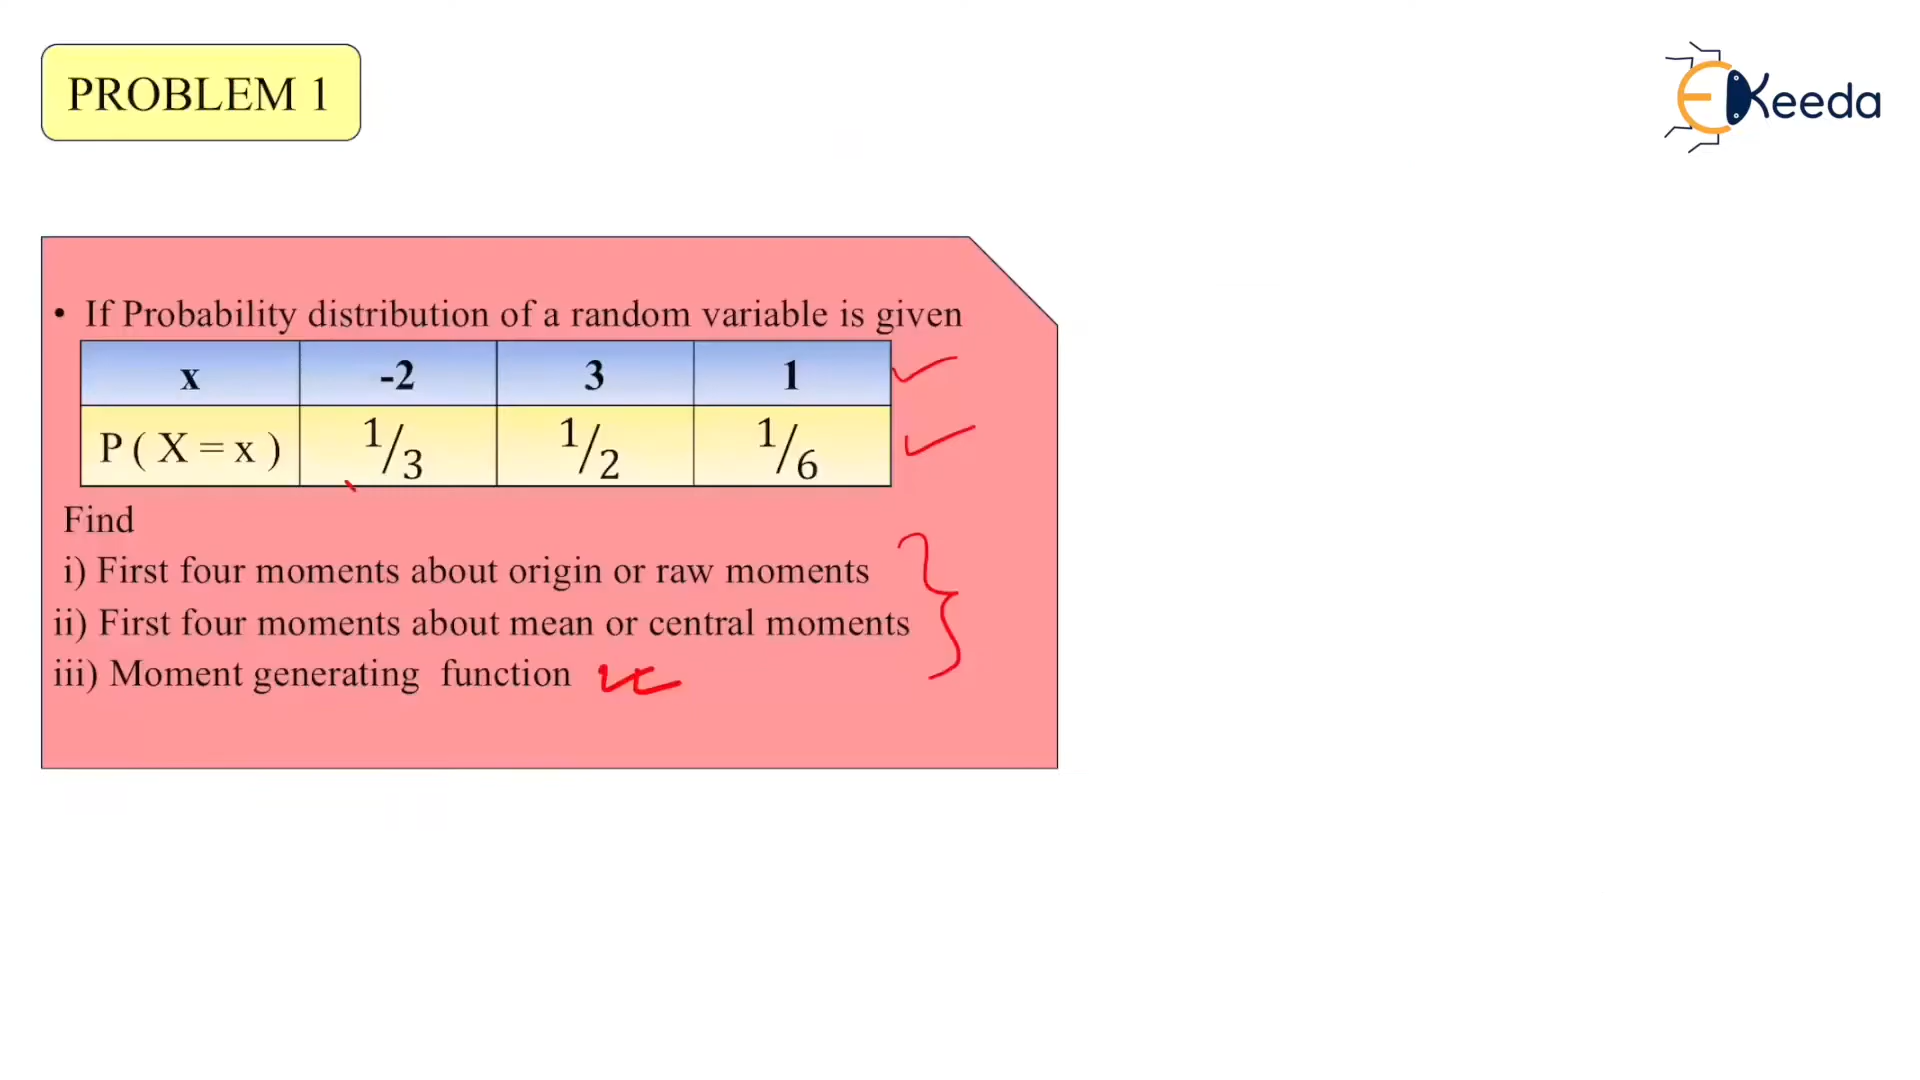 PROBLEM 1
EKeeda
• If Probability distribution of a random variable is given
x -2 3 1
P ( X = x ) 1/3 1/2 1/6
Find
i) First four moments about origin or raw moments
ii) First four moments about mean or central moments
iii) Moment generating function